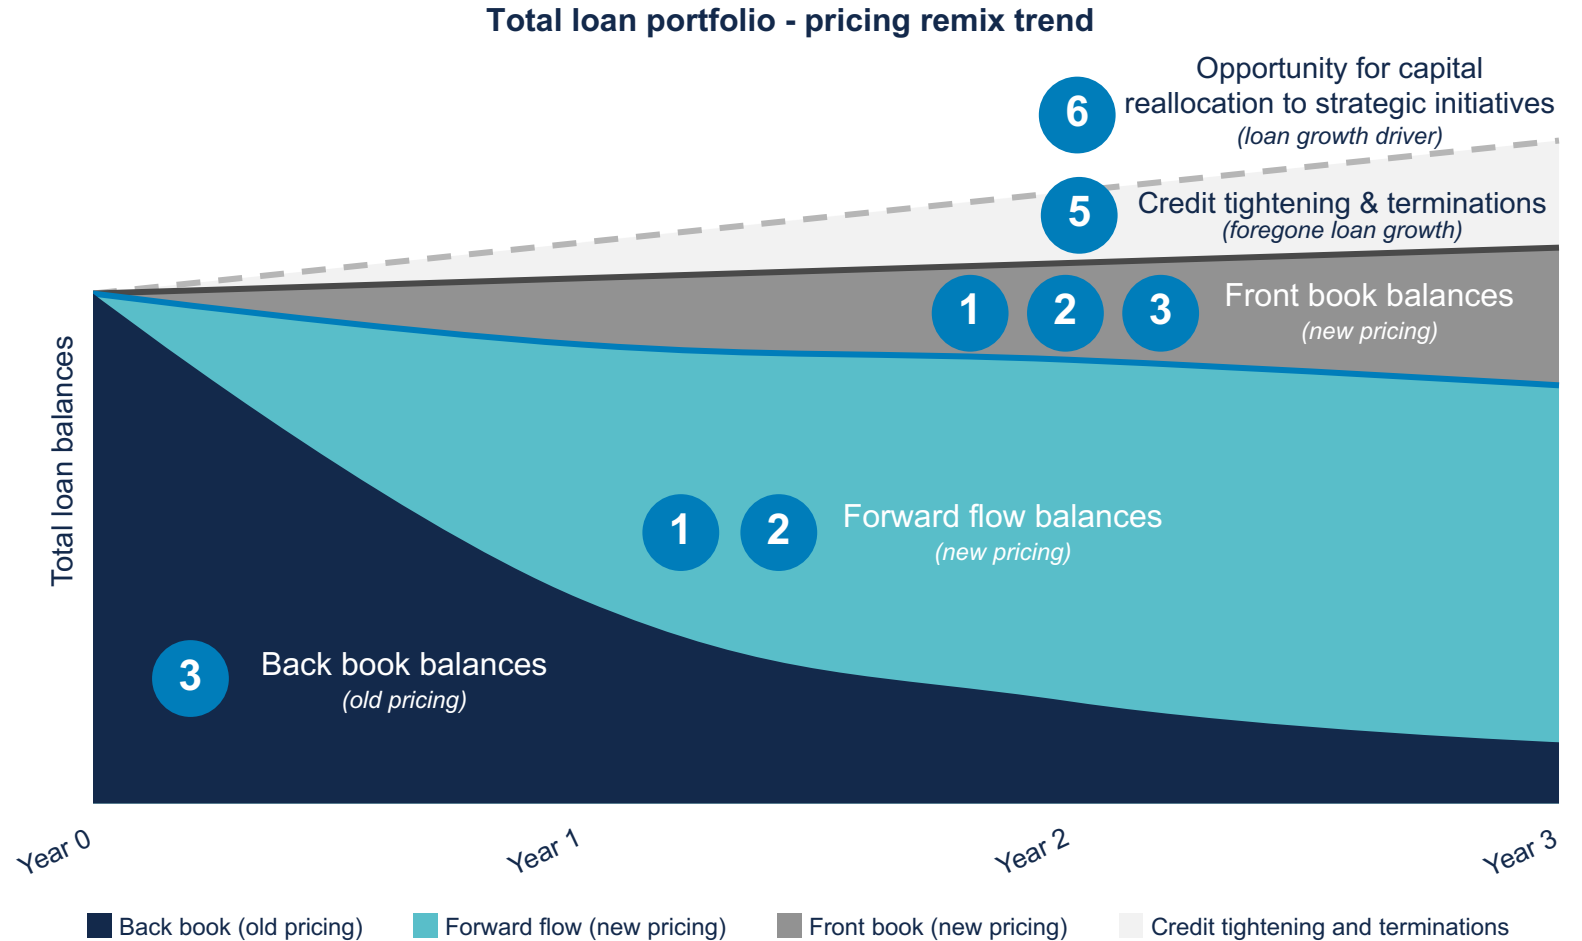 Total loan portfolio - pricing remix trend
6
Opportunity for capital
reallocation to strategic initiatives
(loan growth driver)
5
Credit tightening & terminations
(foregone loan growth)
1 2 3
Front book balances
(new pricing)
Total loan balances
1 2
Forward flow balances
(new pricing)
3
Back book balances
(old pricing)
Year 0 Year 1 Year 2 Year 3
Back book (old pricing) Forward flow (new pricing) Front book (new pricing) Credit tightening and terminations